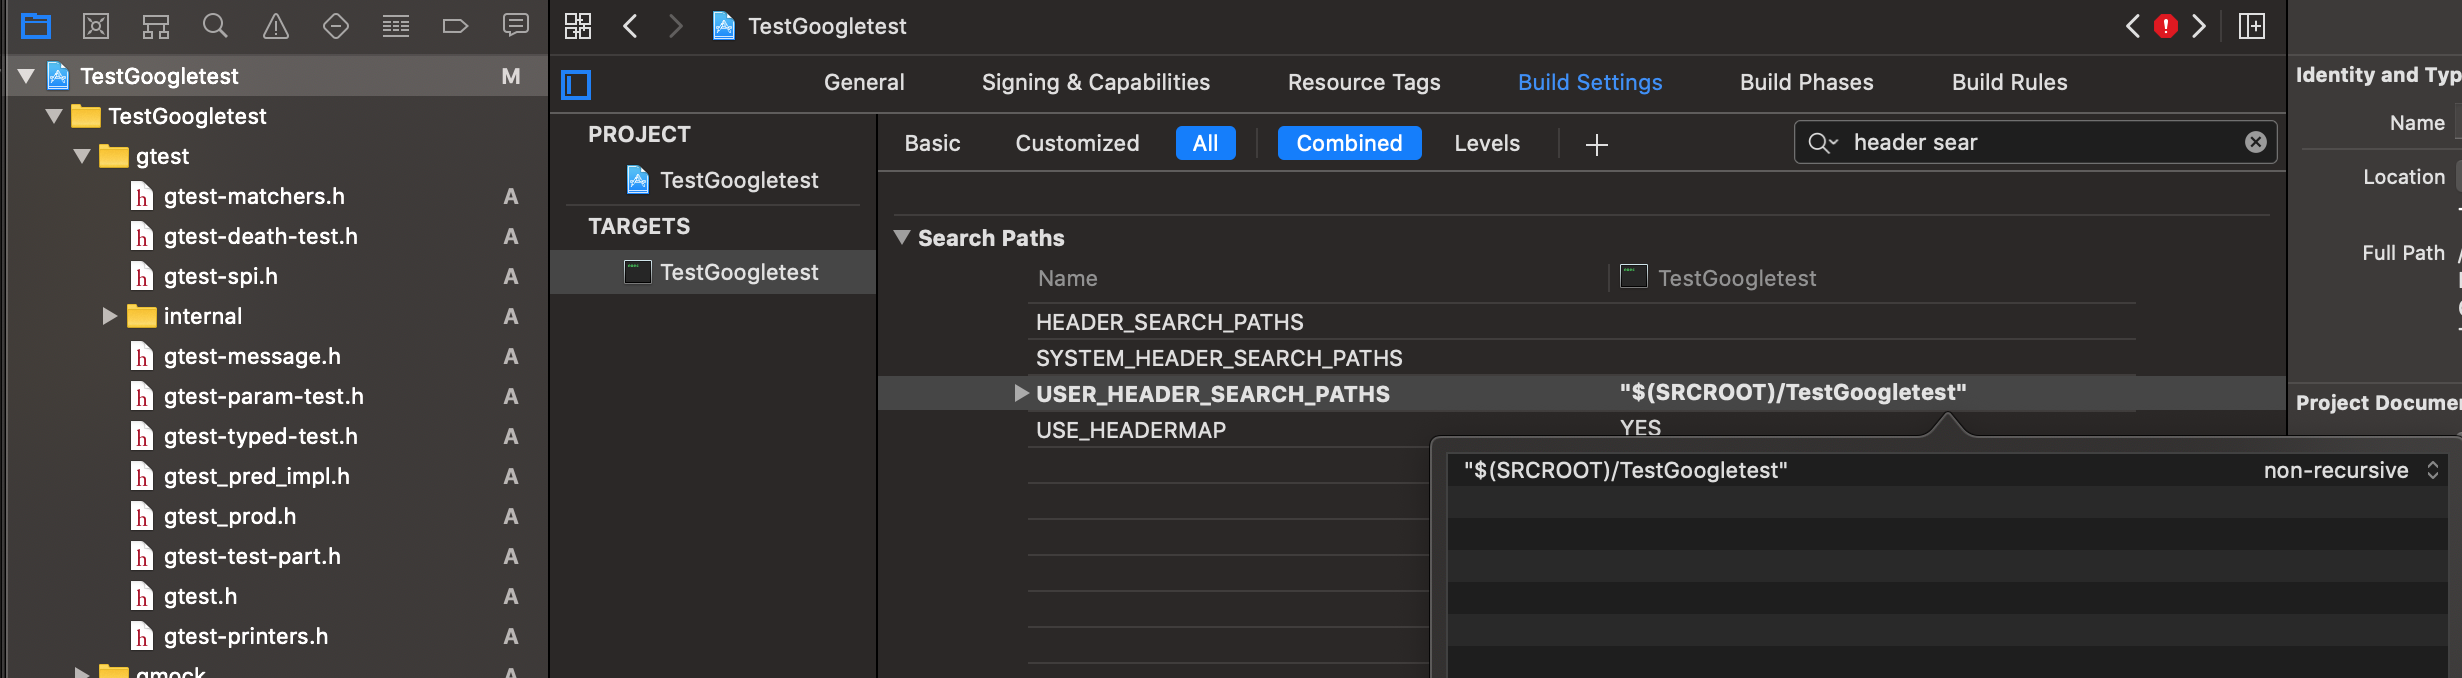 TestGoogletest
TestGoogletest M
General Signing & Capabilities Resource Tags Build Settings Build Phases Build Rules
Identity and Typ
TestGoogletest
PROJECT
Basic Customized All Combined Levels header sear
Name
gtest
gtest-matchers.h A
TestGoogletest
Location
gtest-death-test.h A
TARGETS
Search Paths
gtest-spi.h A
TestGoogletest
Name TestGoogletest
Full Path /
internal A
HEADER_SEARCH_PATHS
gtest-message.h A
SYSTEM_HEADER_SEARCH_PATHS
gtest-param-test.h A
USER_HEADER_SEARCH_PATHS "$(SRCROOT)/TestGoogletest"
Project Docume
gtest-typed-test.h A
USE_HEADERMAP YES
gtest_pred_impl.h A
"$(SRCROOT)/TestGoogletest" non-recursive
gtest_prod.h A
gtest-test-part.h A
gtest.h A
gtest-printers.h A
gmock A